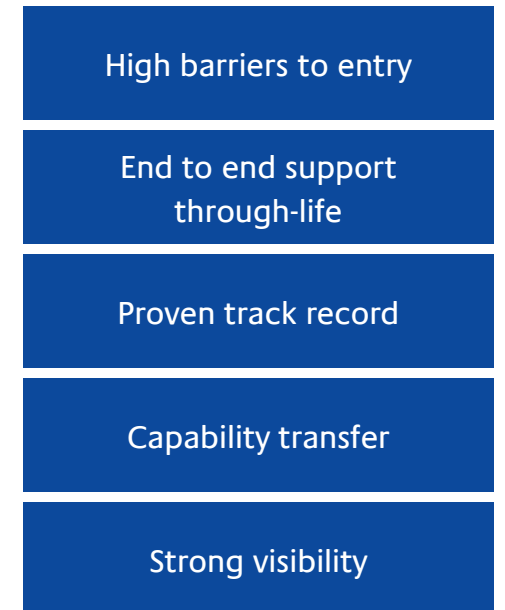 High barriers to entry
End to end support
through-life
Proven track record
Capability transfer
Strong visibility